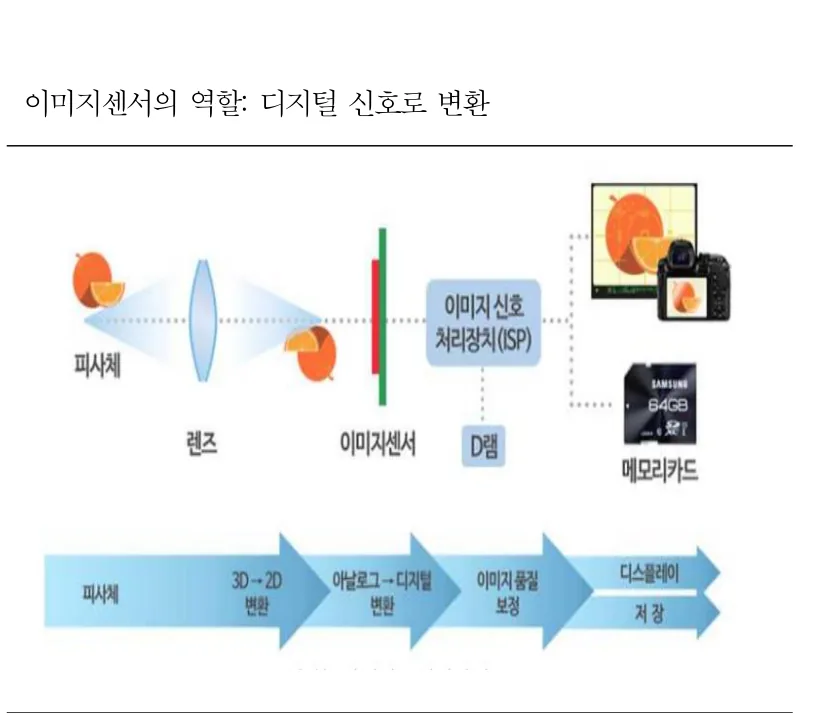 이미지센서의 역할: 디지털 신호로 변환
피사체
렌즈
이미지센서
이미지 신호
처리장치(ISP)
D램
SAMSUNG
64GB
메모리카드
피사체
3D → 2D
변환
아날로그 → 디지털
변환
이미지 품질
보정
디스플레이
저 장